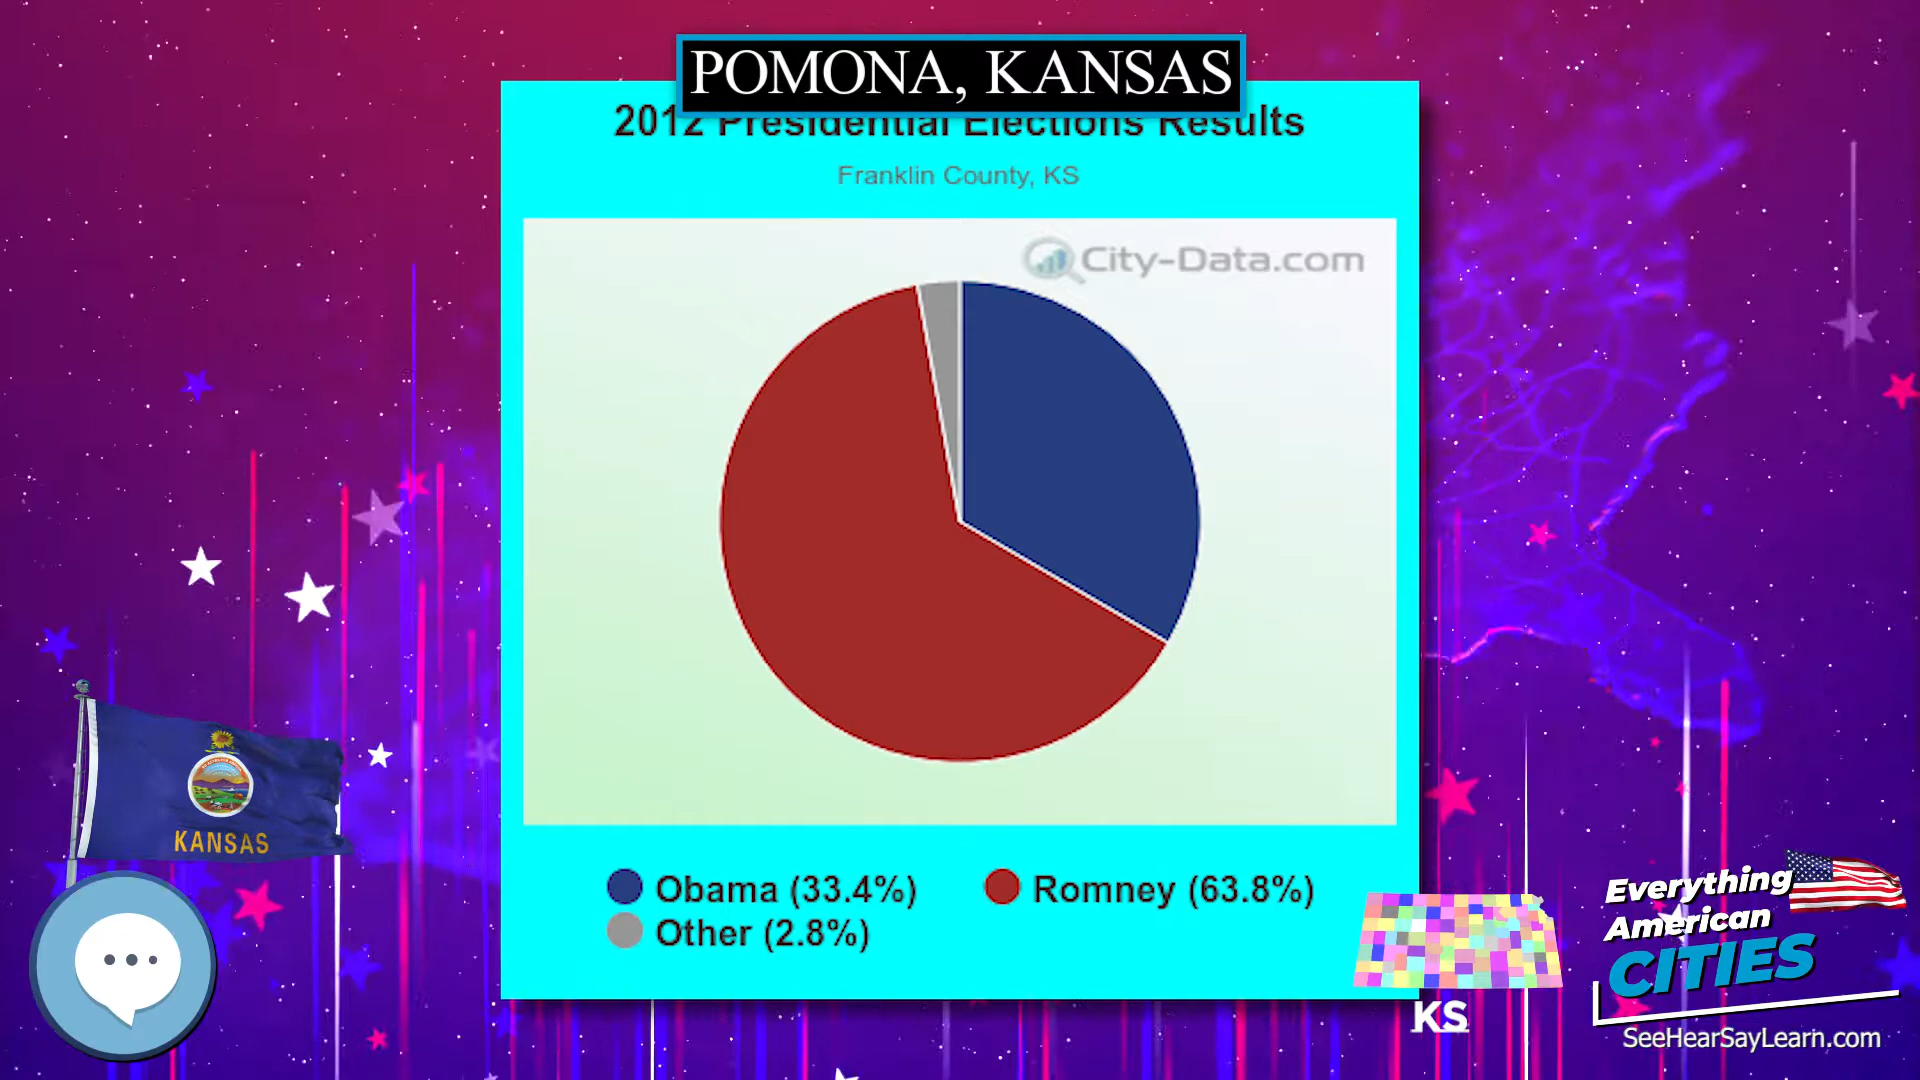 POMONA, KANSAS
2012 Presidential Elections Results
Franklin County, KS
City-Data.com
Obama (33.4%)
Romney (63.8%)
Other (2.8%)
KANSAS
KS
Everything
American
CITIES
SeeHearSayLearn.com